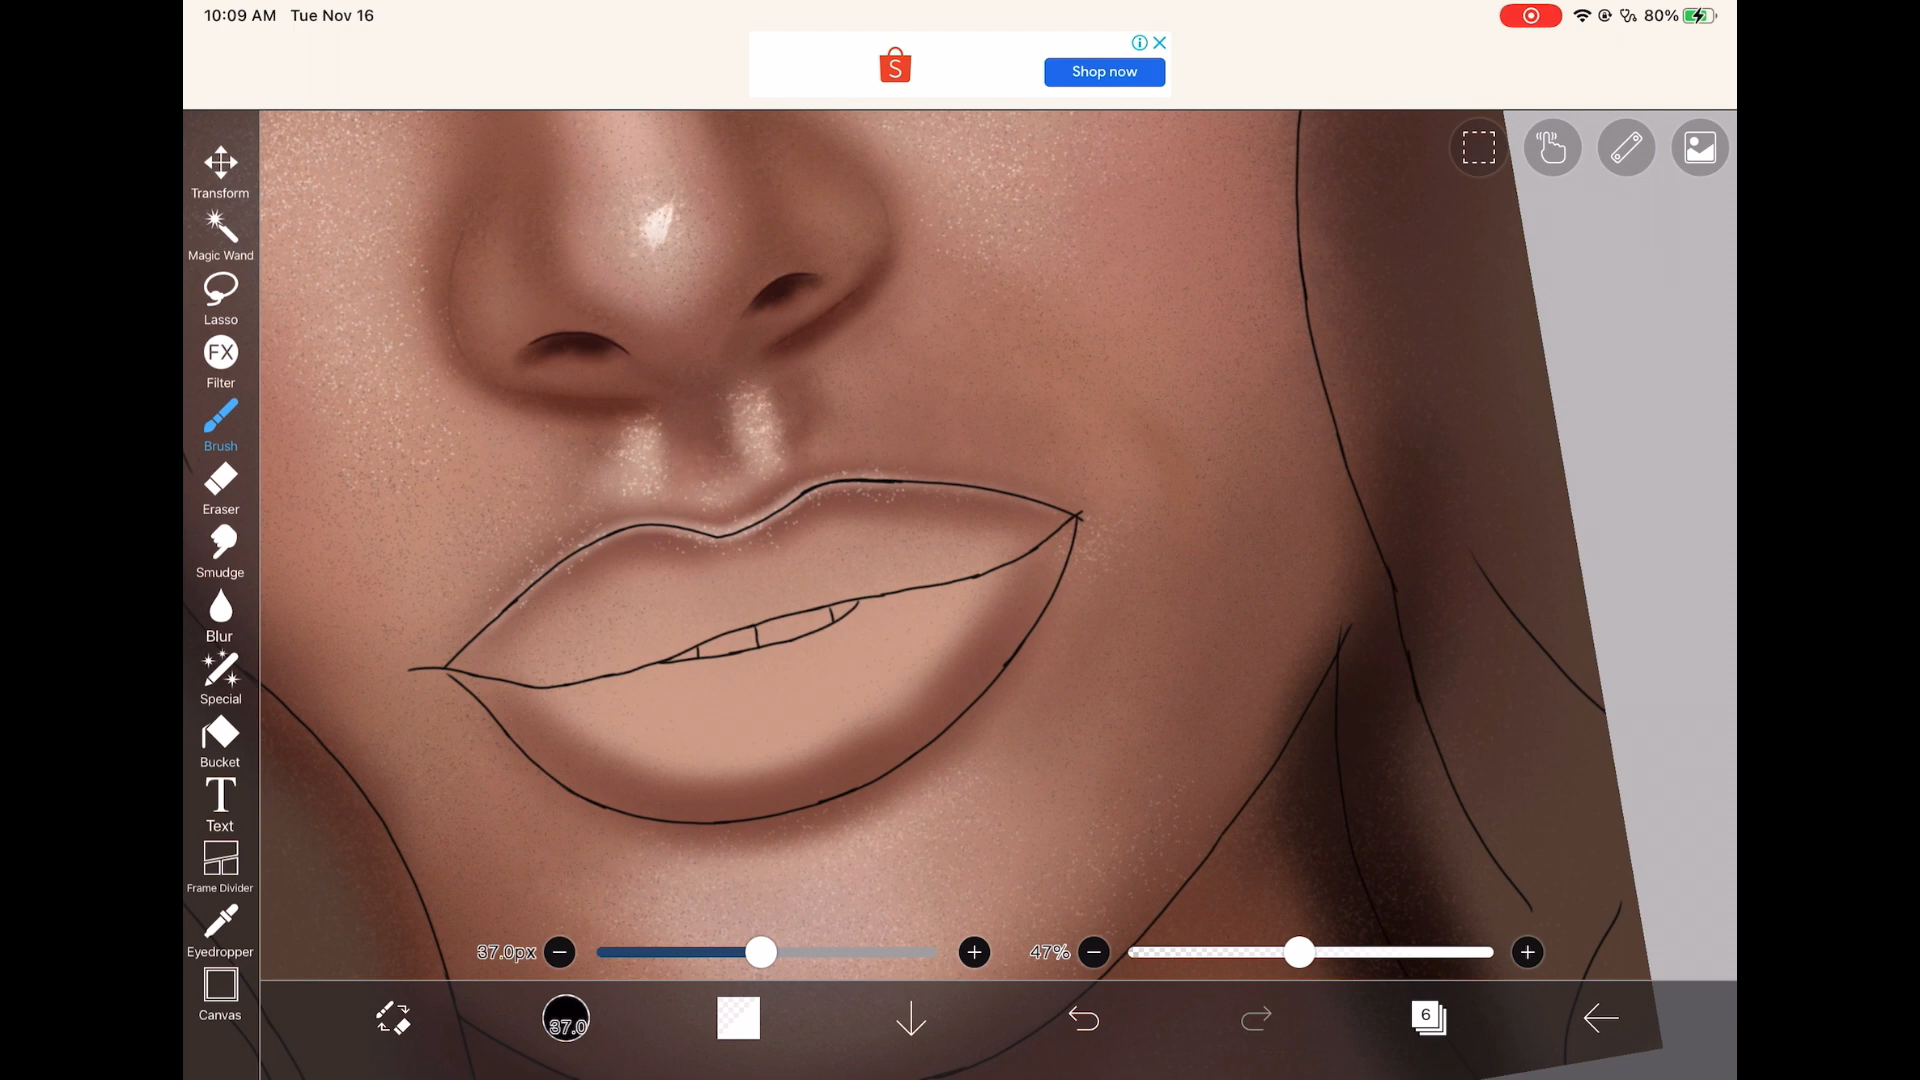 10:09 AM Tue Nov 16
80%
S
Shop now
Transform
Magic Wand
Lasso
FX
Filter
Brush
Eraser
Smudge
Blur
Special
Bucket
T
Text
Frame Divider
Eyedropper
Canvas
37.0px
47%
37.0
6